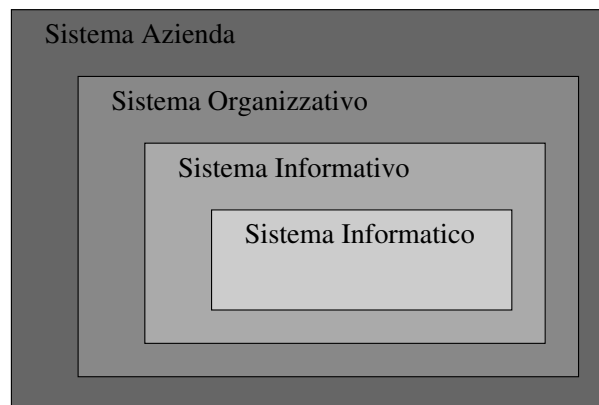 Sistema Azienda
Sistema Organizzativo
Sistema Informativo
Sistema Informatico